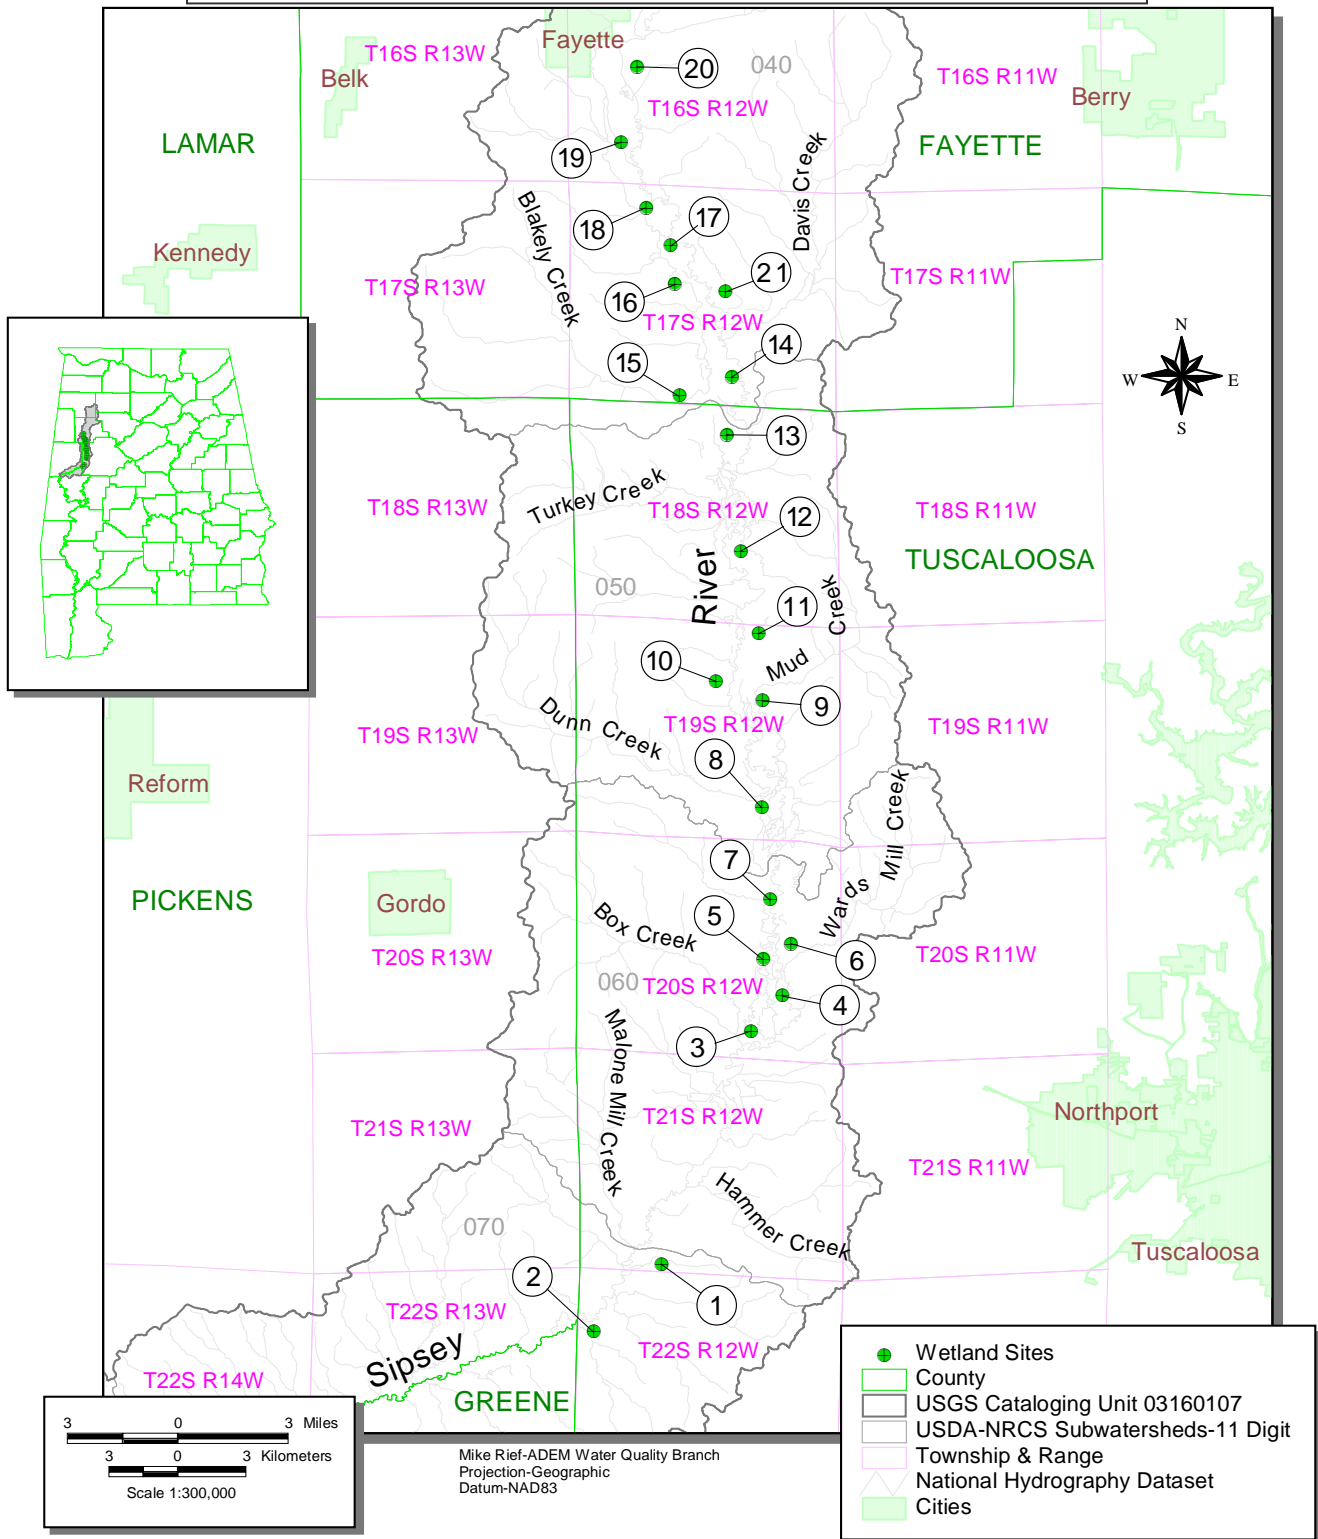 Fayette
T16S R13W
Belk
20
040
T16S R11W
Berry
T16S R12W
LAMAR
FAYETTE
19
Davis Creek
Blakely Creek
18
17
Kennedy
21
T17S R13W
T17S R11W
16
T17S R12W
N
W E
S
14
15
13
Turkey Creek
T18S R13W
T18S R12W
T18S R11W
12
TUSCALOOSA
050
River
11
Mud Creek
10
9
Dunn Creek
T19S R12W
T19S R11W
T19S R13W
8
Reform
Wards Mill Creek
7
PICKENS
Gordo
Box Creek
5
6
T20S R13W
T20S R11W
060
T20S R12W
4
3
Malone Mill Creek
Northport
T21S R12W
T21S R13W
T21S R11W
Hammer Creek
070
Tuscaloosa
2
1
T22S R13W
T22S R12W
Sipsey
T22S R14W
GREENE
3 0 3 Miles
3 0 3 Kilometers
Scale 1:300,000
Mike Rief-ADEM Water Quality Branch
Projection-Geographic
Datum-NAD83
Wetland Sites
County
USGS Cataloging Unit 03160107
USDA-NRCS Subwatersheds-11 Digit
Township & Range
National Hydrography Dataset
Cities